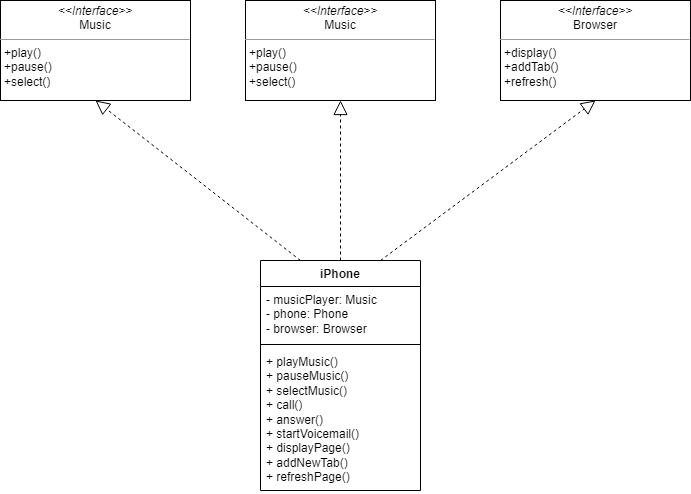 <<Interface>>
Music
+play()
+pause()
+select()
<<Interface>>
Music
+play()
+pause()
+select()
<<Interface>>
Browser
+display()
+addTab()
+refresh()
iPhone
- musicPlayer: Music
- phone: Phone
- browser: Browser
+ playMusic()
+ pauseMusic()
+ selectMusic()
+ call()
+ answer()
+ startVoicemail()
+ displayPage()
+ addNewTab()
+ refreshPage()